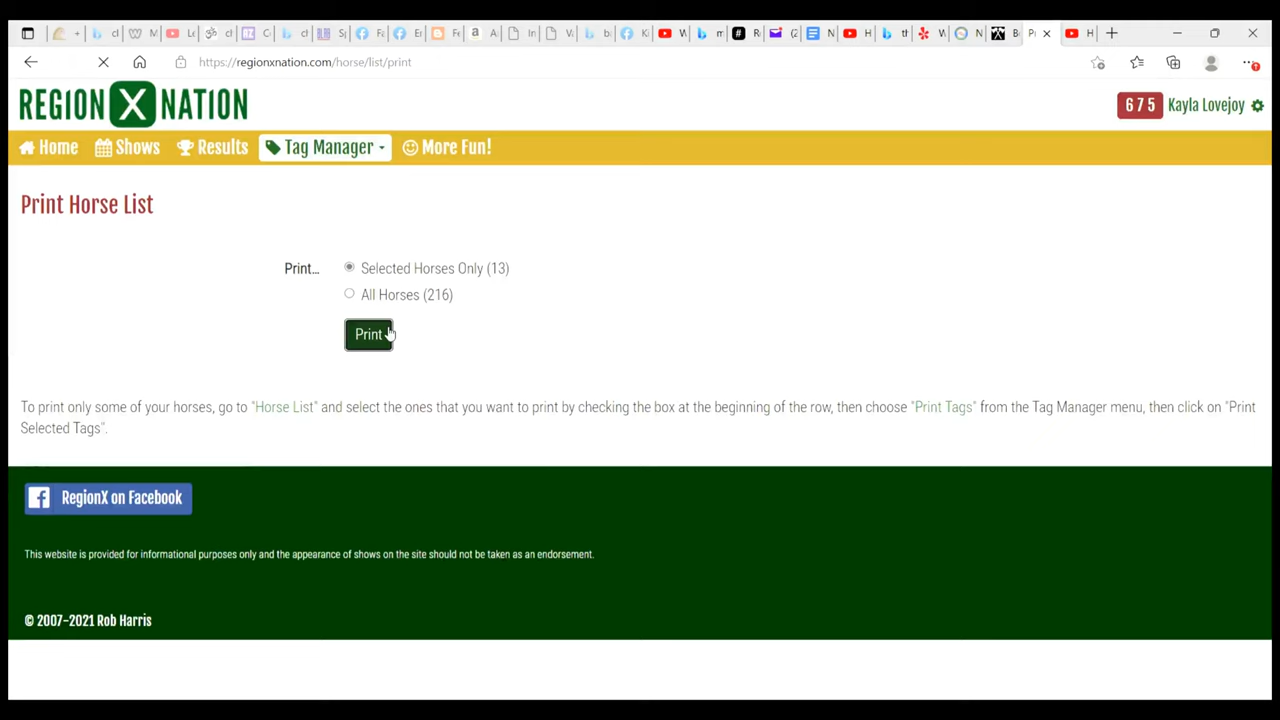 https://regionxnation.com/horse/list/print
REGION X NATION
675 Kayla Lovejoy
Home Shows Results Tag Manager More Fun!
Print Horse List
Print... Selected Horses Only (13)
All Horses (216)
Print
To print only some of your horses, go to "Horse List" and select the ones that you want to print by checking the box at the beginning of the row, then choose "Print Tags" from the Tag Manager menu, then click on "Print
Selected Tags".
RegionX on Facebook
This website is provided for informational purposes only and the appearance of shows on the site should not be taken as an endorsement.
© 2007-2021 Rob Harris